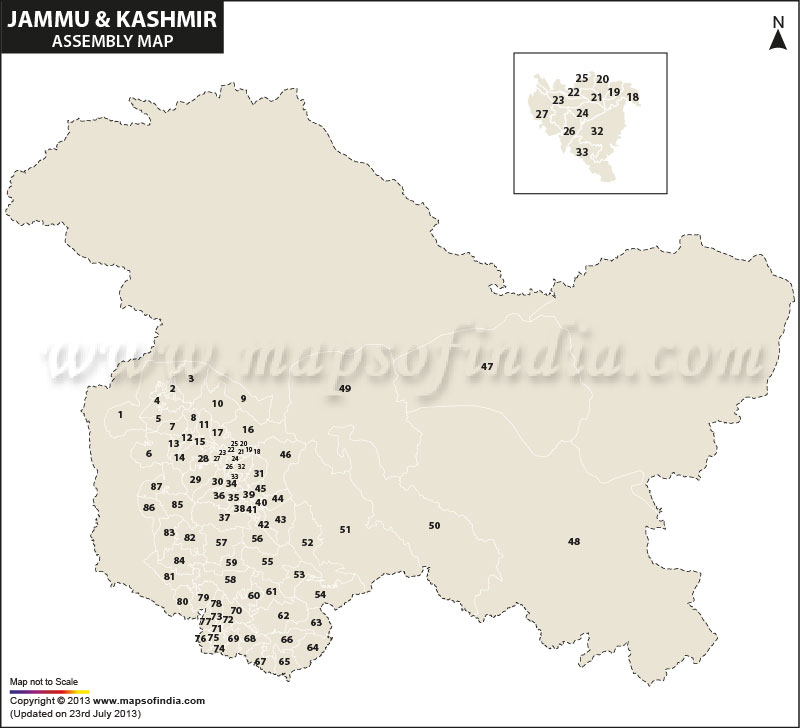 JAMMU & KASHMIR
ASSEMBLY MAP
N
25 20
23 22 21 19 18
27 24
26 32
33
www.mapsofindia.com
47
49
3
2
4 10 9
1 5 8
7 11 17 16
12
13 15
6 14 28
25 20
22 21 19 18
27 23 24
26 32
33
46
31
29 30 34
87 36 35 39 45
86 85 38 41 40 44
37 42 43
83 82 57 56 52 51 50 48
84 59 55
81 58 53
80 79 78 60 61 54
77 73 72 70 62 63
71
76 75 69 68 66
74 64
67 65
Map not to Scale
Copyright © 2013 www.mapsofindia.com
(Updated on 23rd July 2013)